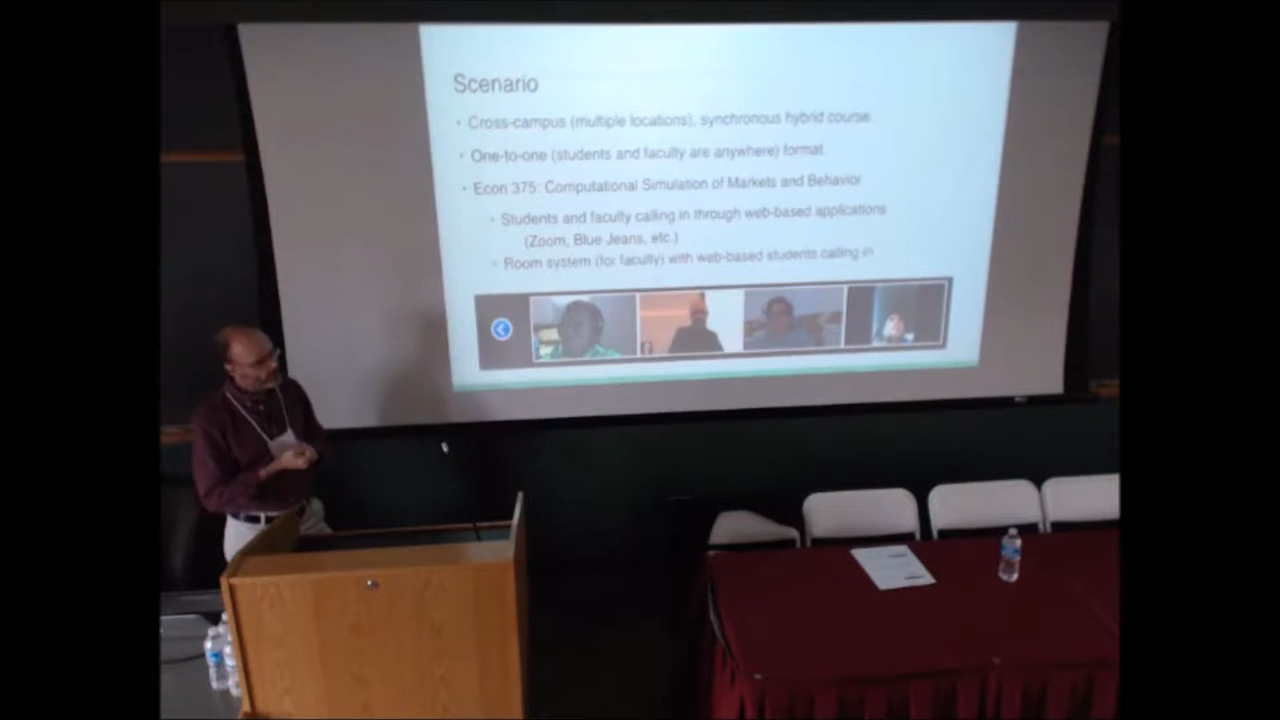 Scenario
• Cross-campus (multiple locations), synchronous hybrid course.
• One-to-one (students and faculty are anywhere) format.
• Econ 375: Computational Simulation of Markets and Behavior
• Students and faculty calling in through web-based applications
(Zoom, Blue Jeans, etc.)
• Room system (for faculty) with web-based students calling in